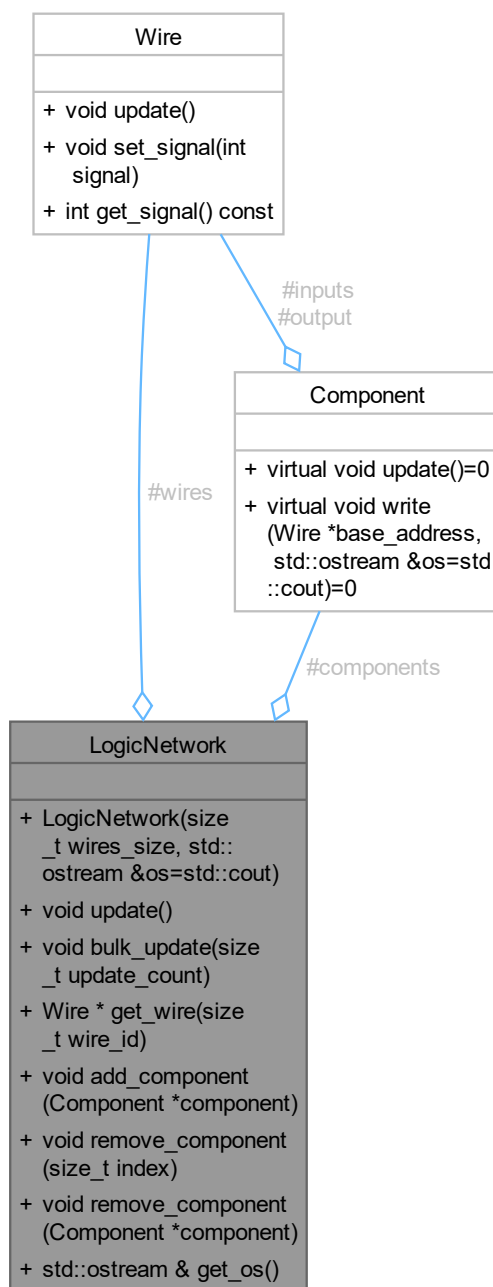 Wire
+ void update()
+ void set_signal(int
signal)
+ int get_signal() const
#inputs
#output
Component
+ virtual void update()=0
+ virtual void write
(Wire *base_address,
std::ostream &os=std
::cout)=0
#wires
#components
LogicNetwork
+ LogicNetwork(size
_t wires_size, std::
ostream &os=std::cout)
+ void update()
+ void bulk_update(size
_t update_count)
+ Wire * get_wire(size
_t wire_id)
+ void add_component
(Component *component)
+ void remove_component
(size_t index)
+ void remove_component
(Component *component)
+ std::ostream & get_os()